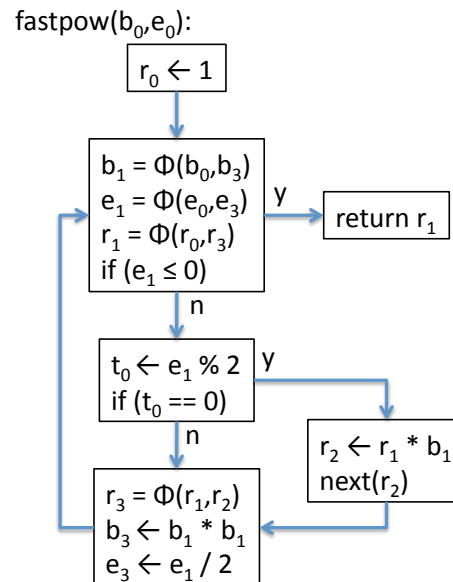 fastpow(b₀,e₀):
r₀ ← 1
b₁ = Φ(b₀,b₃)
e₁ = Φ(e₀,e₃)
r₁ = Φ(r₀,r₃)
if (e₁ ≤ 0)
y
return r₁
n
t₀ ← e₁ % 2
if (t₀ == 0)
y
r₂ ← r₁ * b₁
next(r₂)
n
r₃ = Φ(r₁,r₂)
b₃ ← b₁ * b₁
e₃ ← e₁ / 2